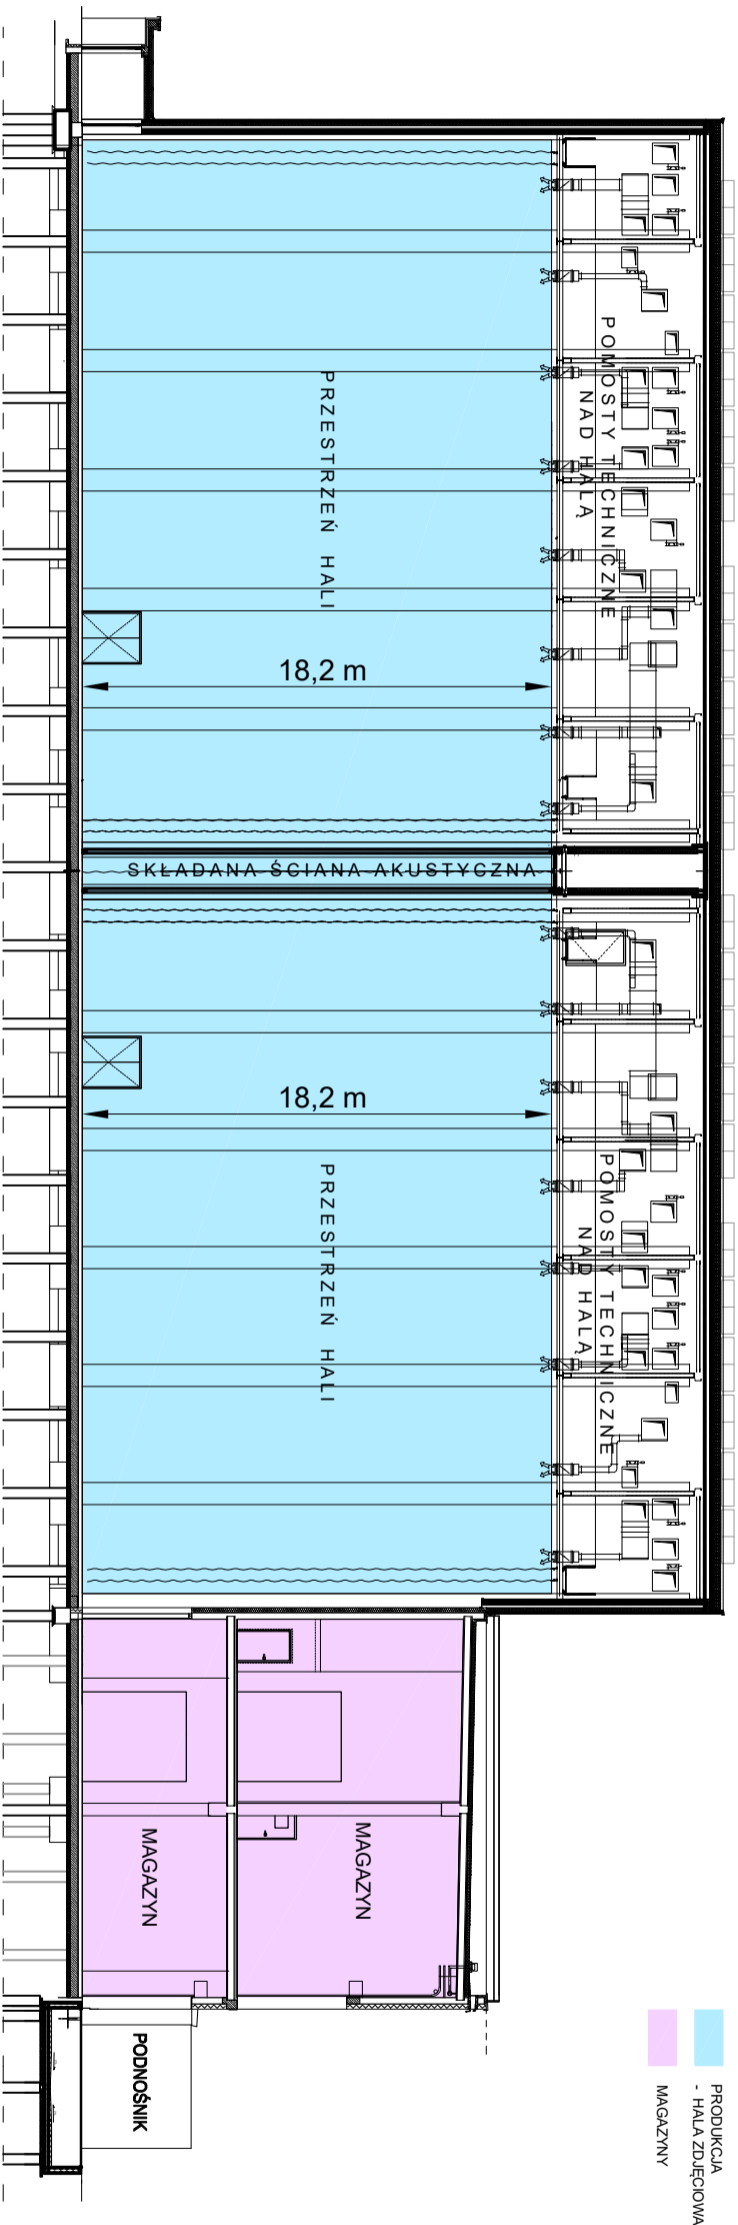 POMOSTY TECHNICZNE
NAD HALĄ
PRZESTRZEŃ HALI
18,2 m
SKŁADANA ŚCIANA AKUSTYCZNA
18,2 m
POMOSTY TECHNICZNE
NAD HALĄ
PRZESTRZEŃ HALI
MAGAZYN
MAGAZYN
PODNOŚNIK
PRODUKCJA
- HALA ZDJĘCIOWA
MAGAZYNY